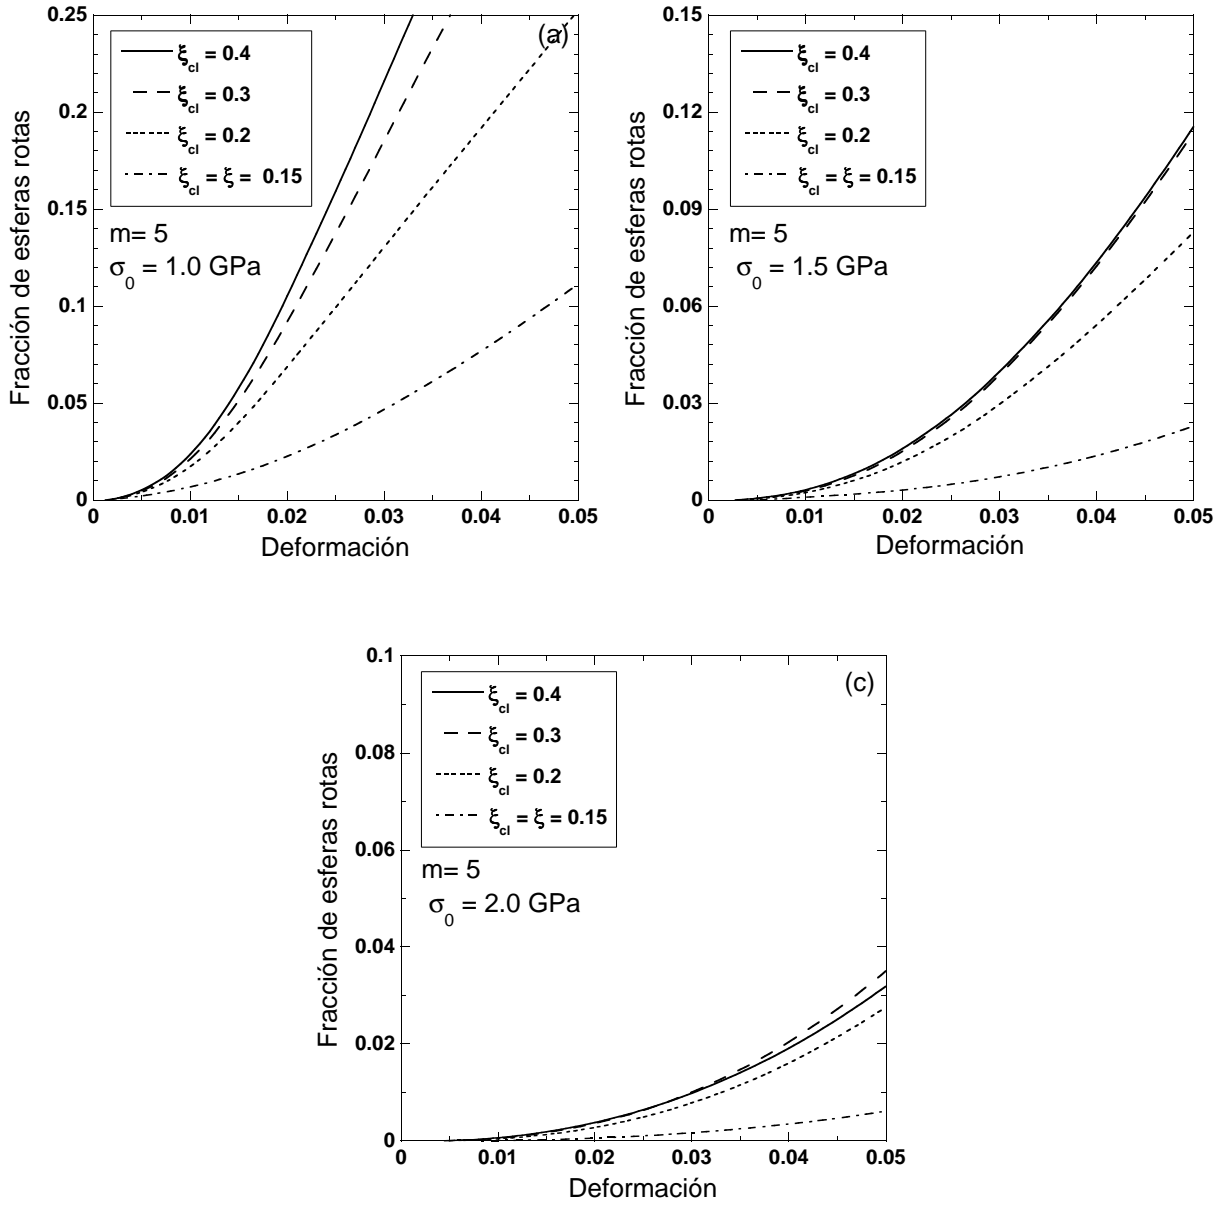 0.25
0.2
0.15
0.1
0.05
0
0 0.01 0.02 0.03 0.04 0.05
Fracción de esferas rotas
Deformación
(a)
ξcl = 0.4
ξcl = 0.3
ξcl = 0.2
ξcl = ξ = 0.15
m= 5
σ0 = 1.0 GPa
0.15
0.12
0.09
0.06
0.03
0
0 0.01 0.02 0.03 0.04 0.05
Fracción de esferas rotas
Deformación
ξcl = 0.4
ξcl = 0.3
ξcl = 0.2
ξcl = ξ = 0.15
m= 5
σ0 = 1.5 GPa
0.1
0.08
0.06
0.04
0.02
0
0 0.01 0.02 0.03 0.04 0.05
Fracción de esferas rotas
Deformación
(c)
ξcl = 0.4
ξcl = 0.3
ξcl = 0.2
ξcl = ξ = 0.15
m= 5
σ0 = 2.0 GPa